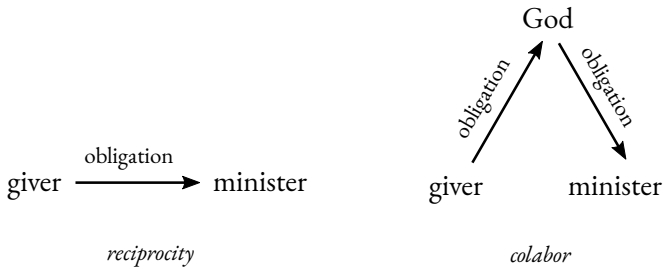 obligation
giver
minister
reciprocity
God
obligation
obligation
giver
minister
colabor